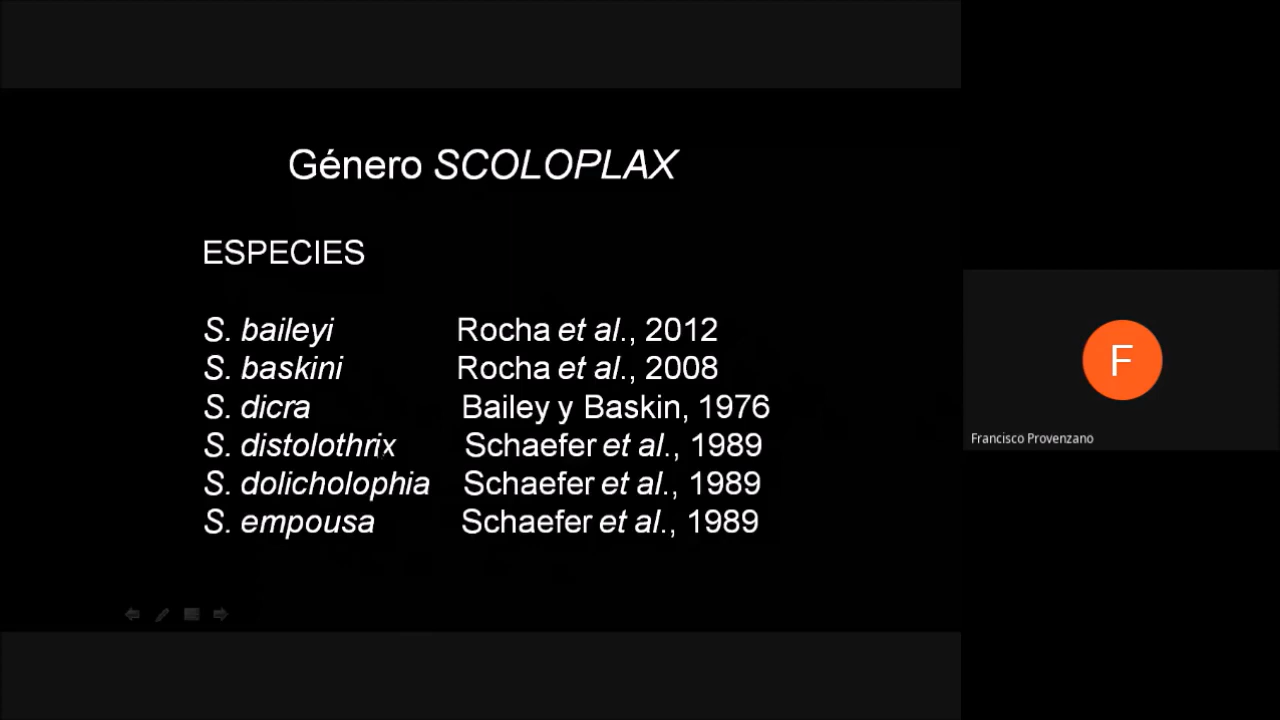 Género SCOLOPLAX
ESPECIES
S. baileyi Rocha et al., 2012
S. baskini Rocha et al., 2008
S. dicra Bailey y Baskin, 1976
S. distolothrix Schaefer et al., 1989
S. dolicholophia Schaefer et al., 1989
S. empousa Schaefer et al., 1989
F
Francisco Provenzano